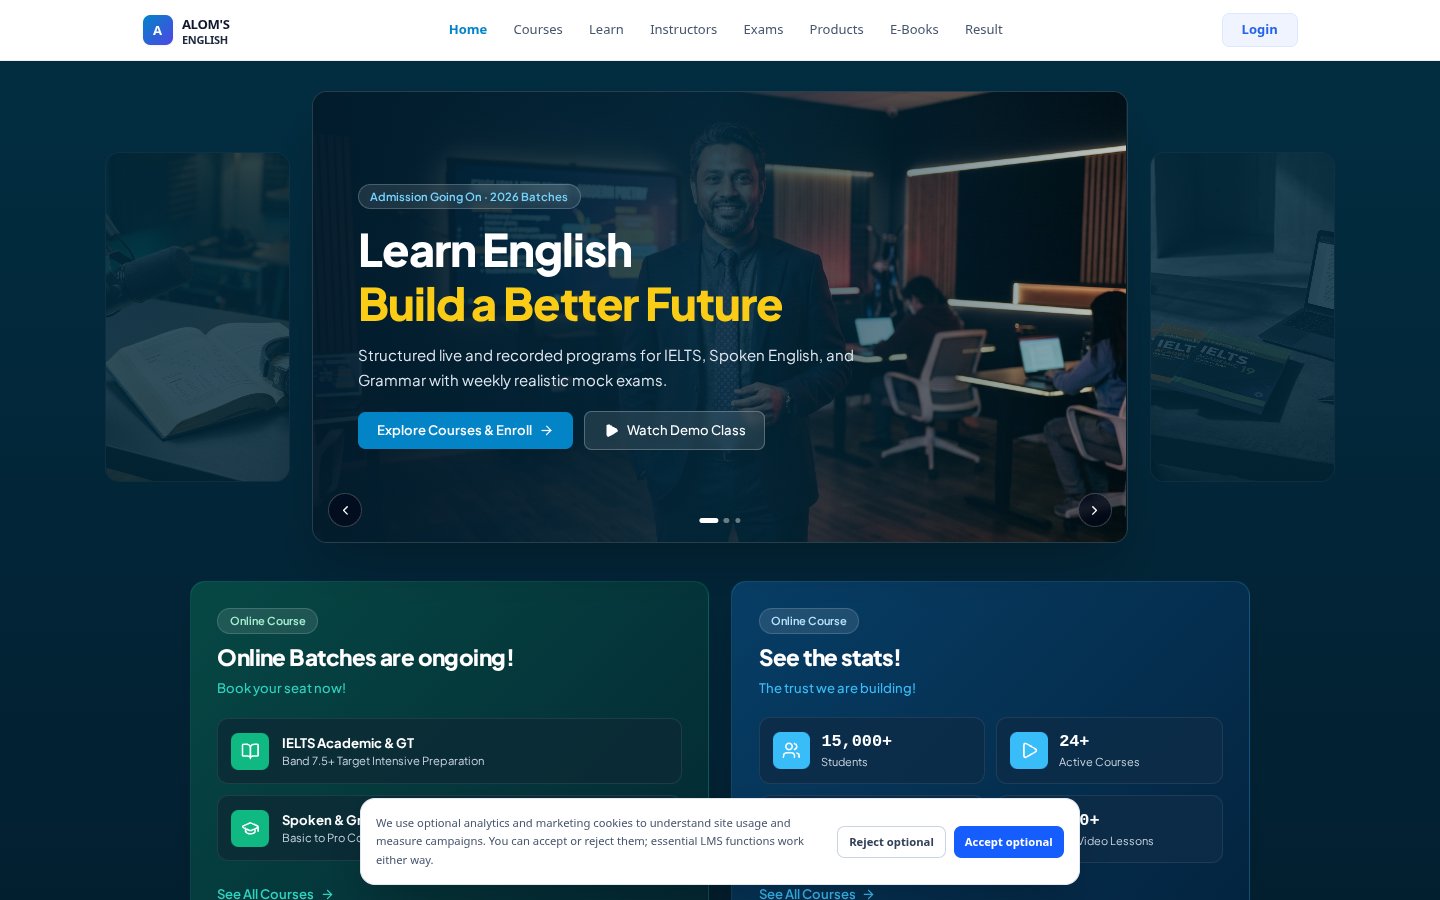 A
ALOM'S
ENGLISH
Home
Courses
Learn
Instructors
Exams
Products
E-Books
Result
Login
Admission Going On · 2026 Batches
Learn English
Build a Better Future
Structured live and recorded programs for IELTS, Spoken English, and
Grammar with weekly realistic mock exams.
Explore Courses & Enroll →
Watch Demo Class
IELT IELTS
19
Online Course
Online Batches are ongoing!
Book your seat now!
IELTS Academic & GT
Band 7.5+ Target Intensive Preparation
Spoken &
Basic to Pro
See All Courses →
Online Course
See the stats!
The trust we are building!
15,000+
Students
24+
Active Courses
0+
Video Lessons
See All Courses →
We use optional analytics and marketing cookies to understand site usage and
measure campaigns. You can accept or reject them; essential LMS functions work
either way.
Reject optional
Accept optional